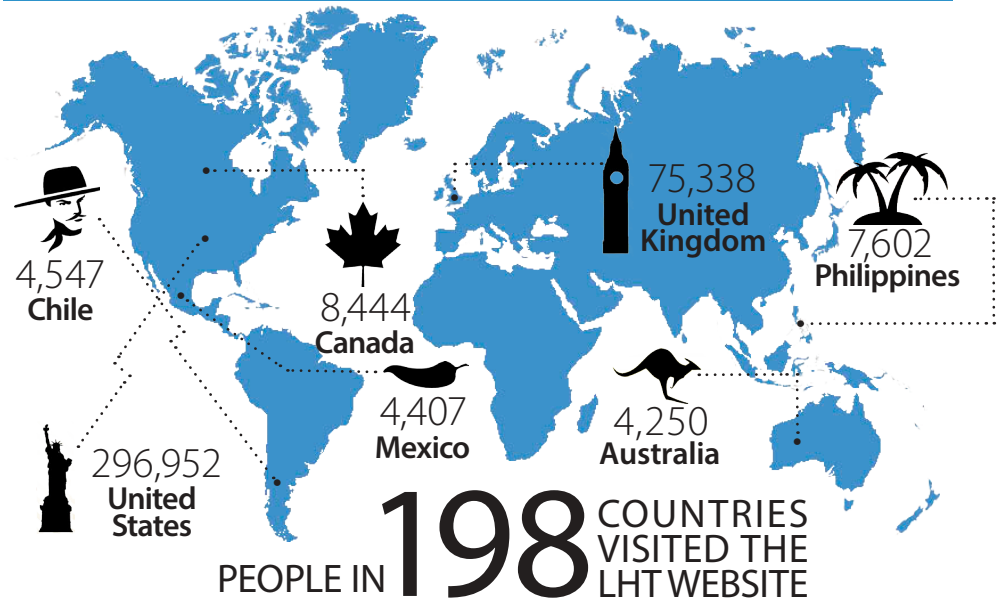 75,338
United
Kingdom
7,602
Philippines
4,547
Chile
8,444
Canada
4,407
Mexico
4,250
Australia
296,952
United
States
PEOPLE IN 198 COUNTRIES
VISITED THE
LHT WEBSITE